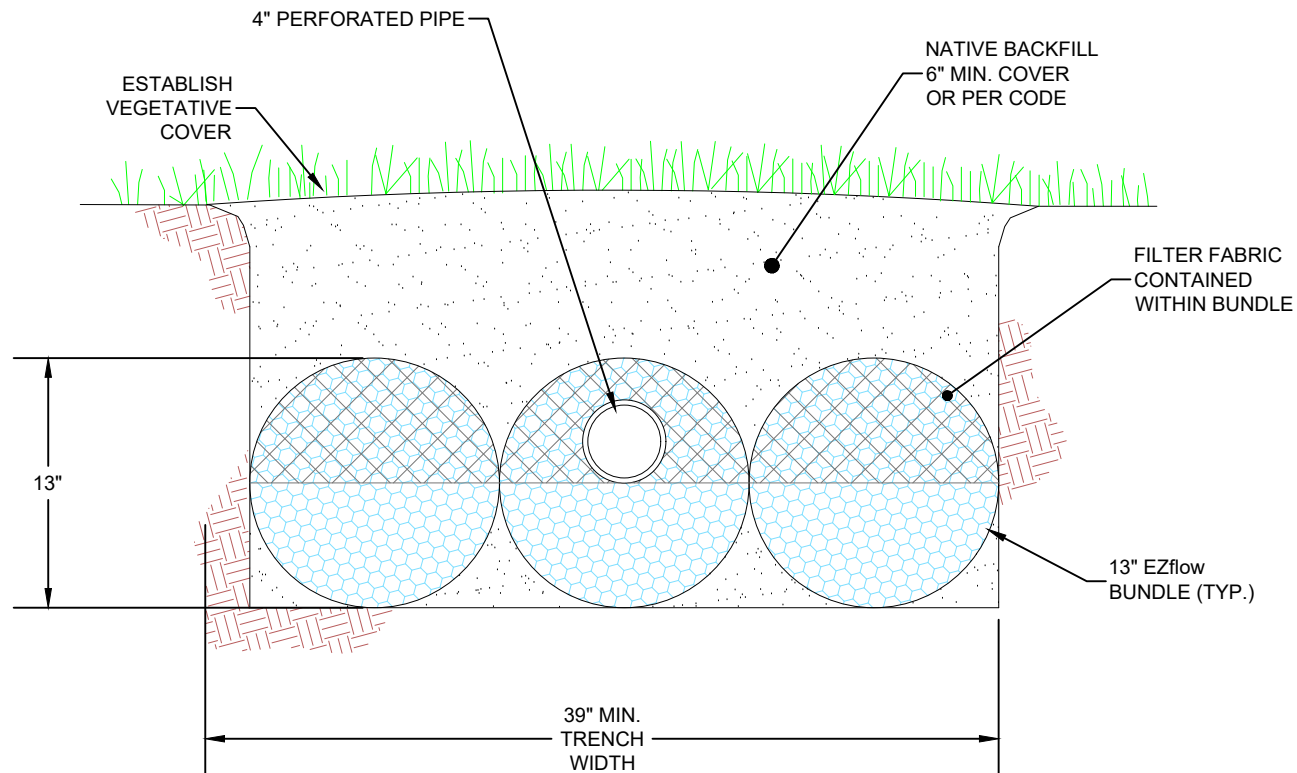 4" PERFORATED PIPE
NATIVE BACKFILL
6" MIN. COVER
OR PER CODE
ESTABLISH
VEGETATIVE
COVER
FILTER FABRIC
CONTAINED
WITHIN BUNDLE
13"
13" EZflow
BUNDLE (TYP.)
39" MIN.
TRENCH
WIDTH